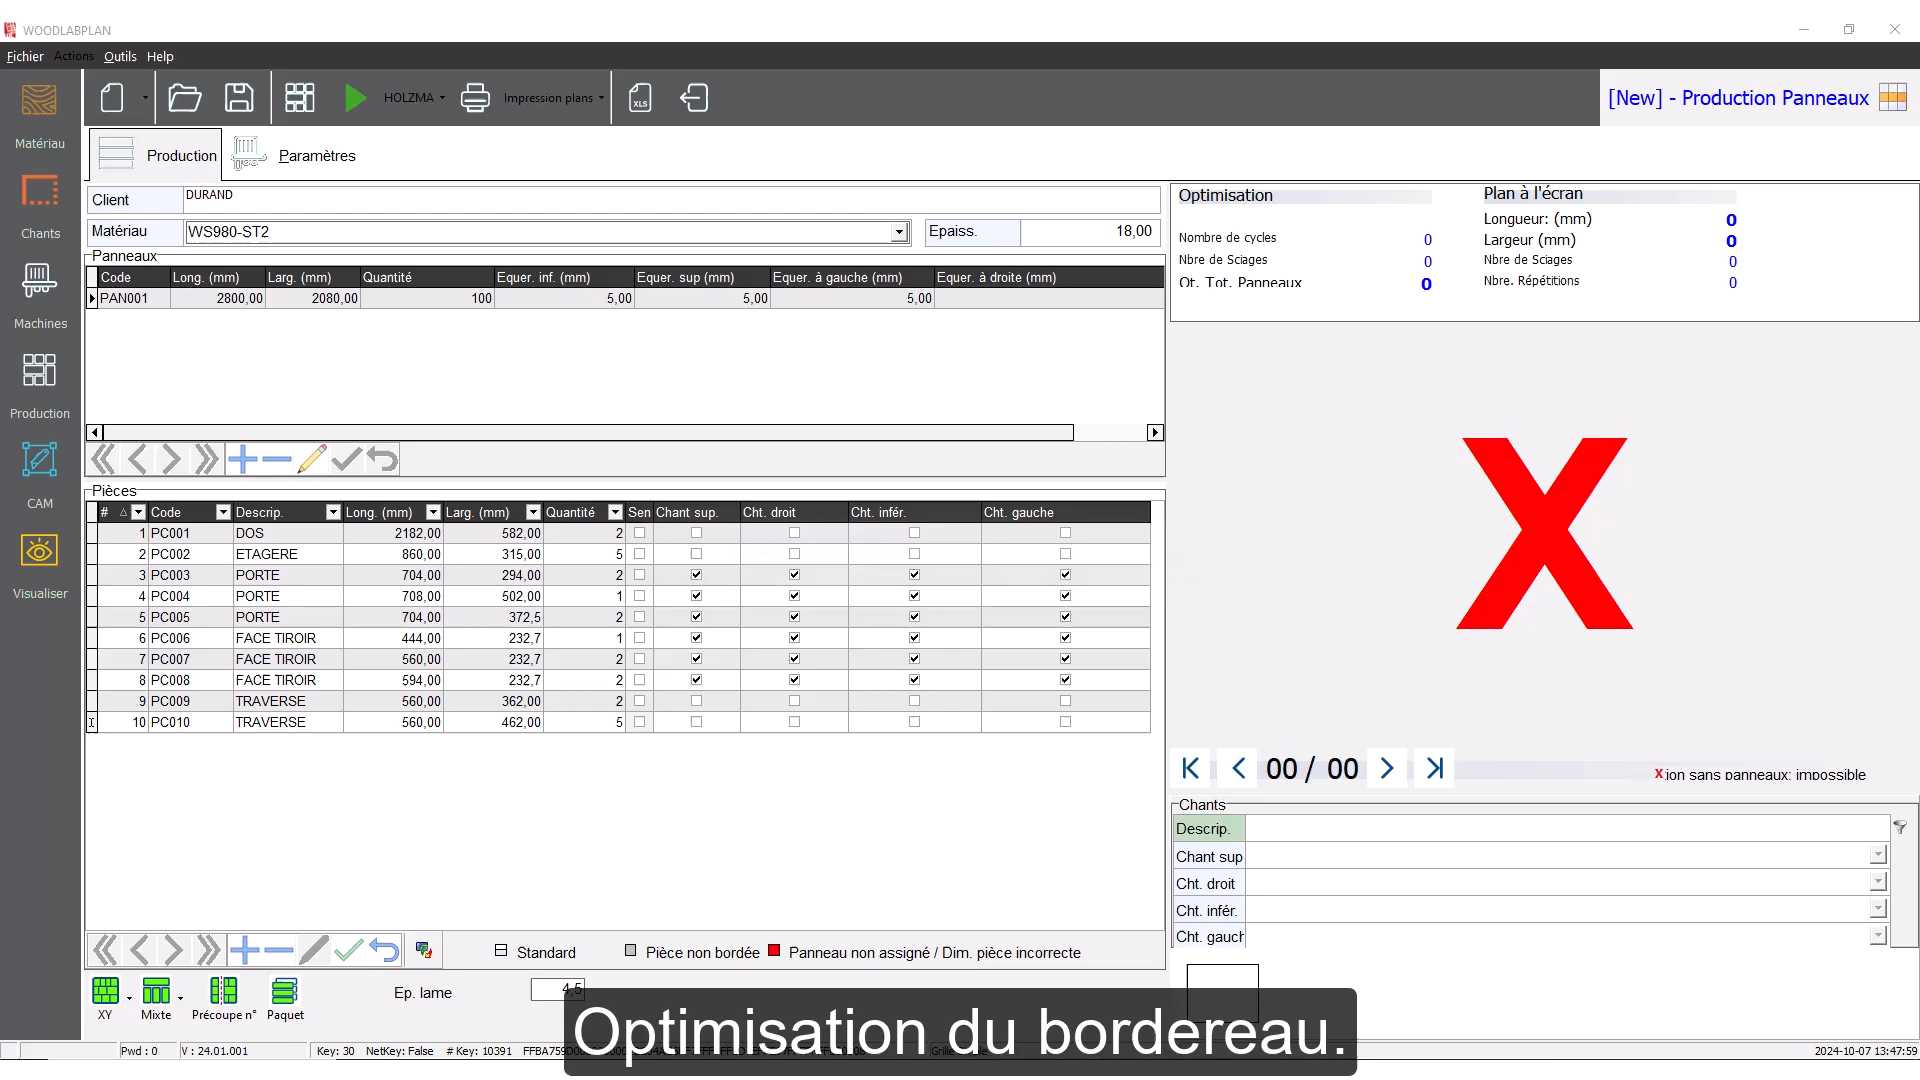 WOODLABPLAN
Fichier Actions Outils Help
HOLZMA Impression plans XLS [New] - Production Panneaux
Matériau
Chants
Machines
Production
CAM
Visualiser
Production Paramètres
Client DURAND
Matériau WS980-ST2 Epaiss. 18,00
Panneaux
Code Long. (mm) Larg. (mm) Quantité Equer. inf. (mm) Equer. sup (mm) Equer. à gauche (mm) Equer. à droite (mm)
PAN001 2800,00 2080,00 100 5,00 5,00 5,00
Pièces
# Code Descrip. Long. (mm) Larg. (mm) Quantité Sen Chant sup. Cht. droit Cht. infér. Cht. gauche
1 PC001 DOS 2182,00 582,00 2
2 PC002 ETAGERE 860,00 315,00 5
3 PC003 PORTE 704,00 294,00 2
4 PC004 PORTE 708,00 502,00 1
5 PC005 PORTE 704,00 372,5 2
6 PC006 FACE TIROIR 444,00 232,7 1
7 PC007 FACE TIROIR 560,00 232,7 2
8 PC008 FACE TIROIR 594,00 232,7 2
9 PC009 TRAVERSE 560,00 362,00 2
10 PC010 TRAVERSE 560,00 462,00 5
Standard Pièce non bordée Panneau non assigné / Dim. pièce incorrecte
XY Mixte Précoupe n° Paquet
Ep. lame 4,5
Optimisation
Nombre de cycles 0
Nbre de Sciages 0
Qt. Tot. Panneaux 0
Plan à l'écran
Longueur: (mm) 0
Largeur (mm) 0
Nbre de Sciages 0
Nbre. Répétitions 0
X
00 / 00
x ion sans panneaux: impossible
Chants
Descrip.
Chant sup
Cht. droit
Cht. infér.
Cht. gauch
Optimisation du bordereau.
Pwd : 0 V : 24.01.001 Key: 30 NetKey: False # Key: 10391 2024-10-07 13:47:59